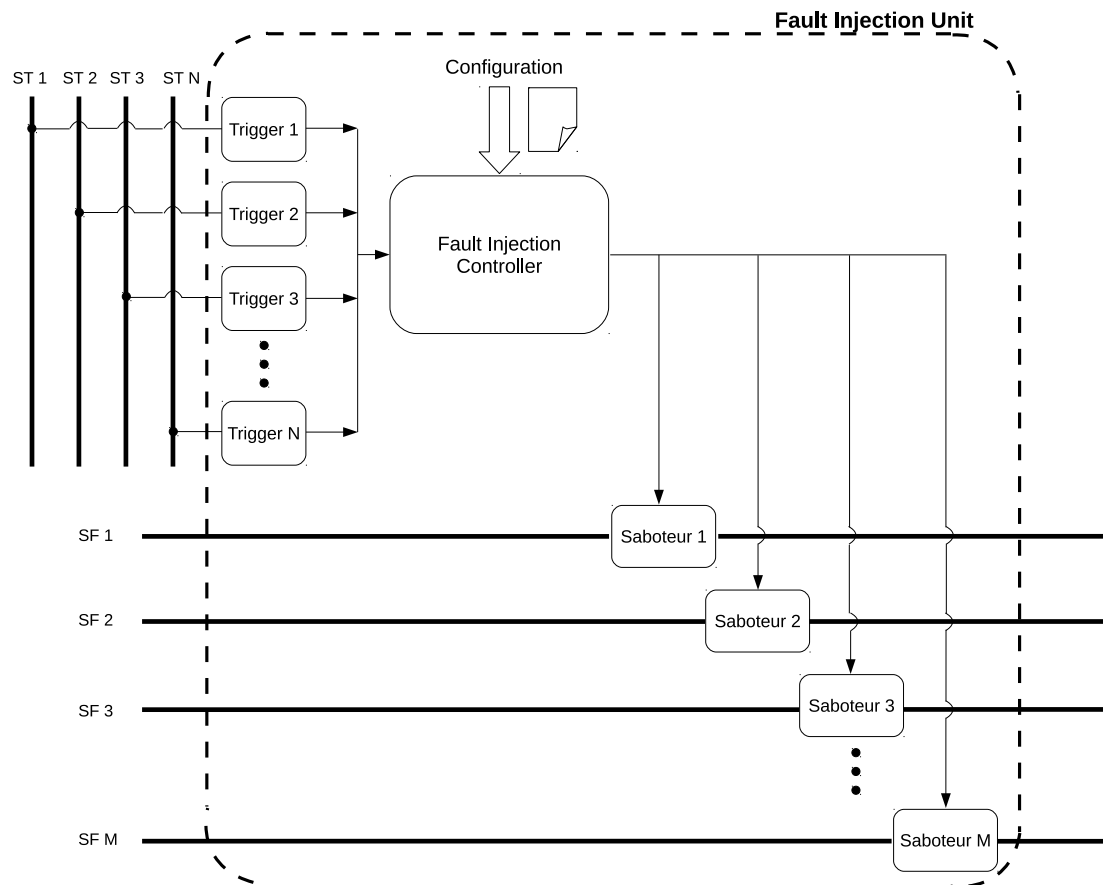 Fault Injection Unit
ST 1 ST 2 ST 3 ST N
Configuration
Trigger 1
Trigger 2
Fault Injection
Controller
Trigger 3
Trigger N
SF 1
Saboteur 1
SF 2
Saboteur 2
SF 3
Saboteur 3
SF M
Saboteur M